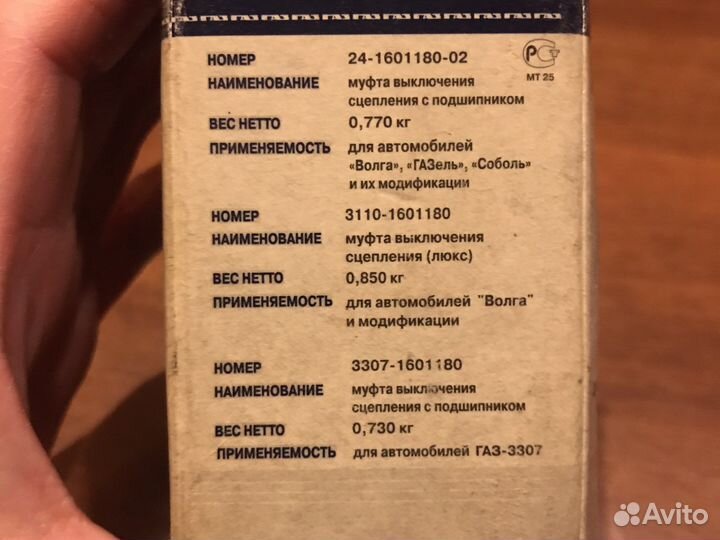 НОМЕР 24-1601180-02
НАИМЕНОВАНИЕ муфта выключения
сцепления с подшипником
ВЕС НЕТТО 0,770 кг
ПРИМЕНЯЕМОСТЬ для автомобилей
«Волга», «ГАЗель», «Соболь»
и их модификации
РСТ
МТ 25
НОМЕР 3110-1601180
НАИМЕНОВАНИЕ муфта выключения
сцепления (люкс)
ВЕС НЕТТО 0,850 кг
ПРИМЕНЯЕМОСТЬ для автомобилей "Волга"
и модификации
НОМЕР 3307-1601180
НАИМЕНОВАНИЕ муфта выключения
сцепления с подшипником
ВЕС НЕТТО 0,730 кг
ПРИМЕНЯЕМОСТЬ для автомобилей ГАЗ-3307
Avito